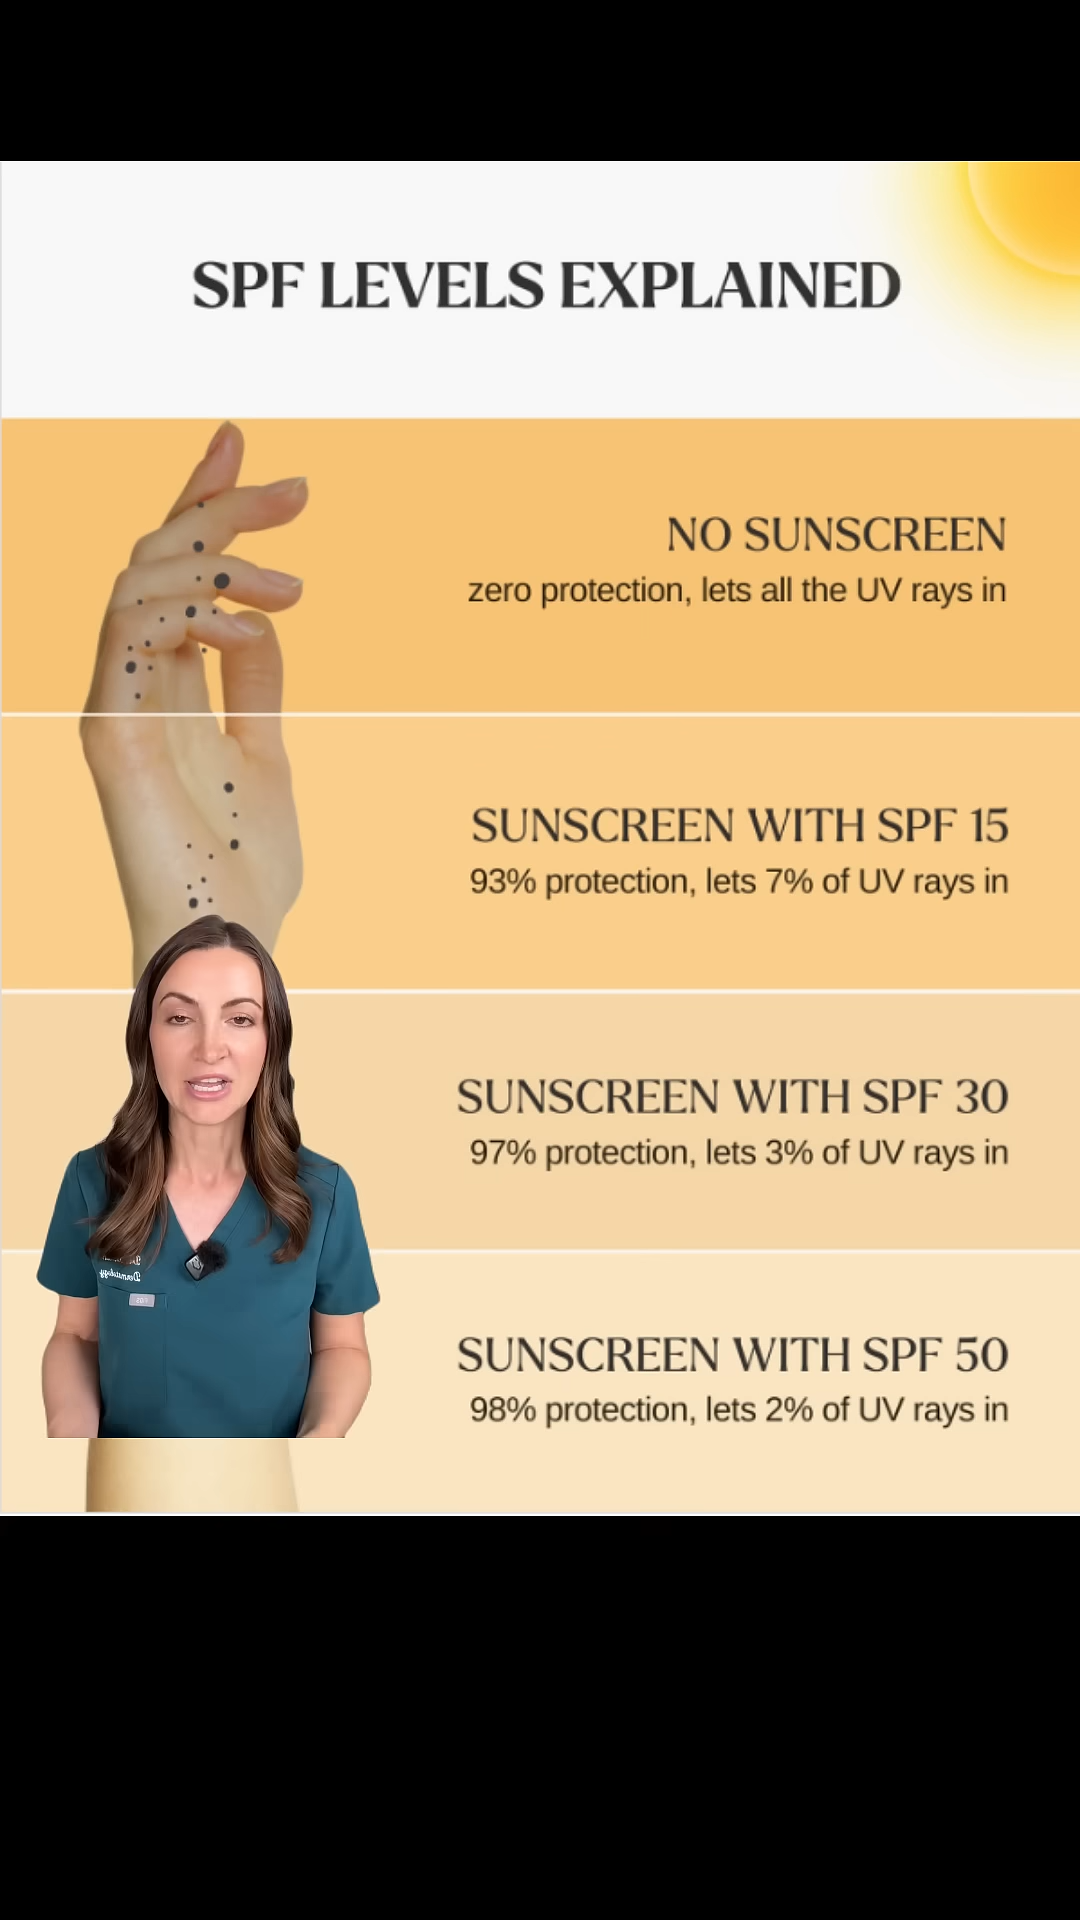 SPF LEVELS EXPLAINED
NO SUNSCREEN
zero protection, lets all the UV rays in
SUNSCREEN WITH SPF 15
93% protection, lets 7% of UV rays in
SUNSCREEN WITH SPF 30
97% protection, lets 3% of UV rays in
Dermatology
SUNSCREEN WITH SPF 50
98% protection, lets 2% of UV rays in